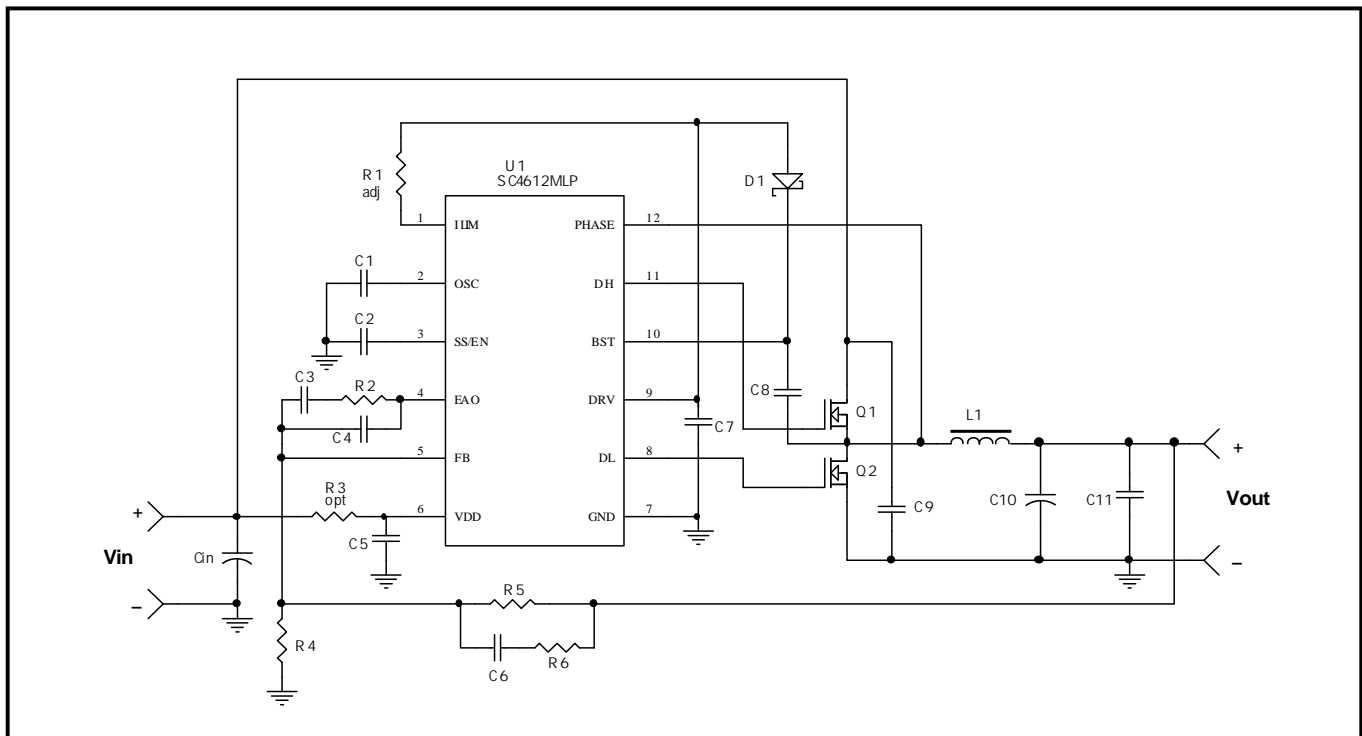 U1
SC4612MLP
R1
adj
D1
1
ILIM
PHASE
12
C1
2
OSC
DH
11
C2
3
SS/EN
BST
10
C3
R2
4
EAO
DRV
9
C4
C7
C8
Q1
L1
5
FB
DL
8
Q2
+
R3
opt
6
VDD
GND
7
C5
C9
C10
C11
Vout
+
Vin
Cin
–
–
R5
R4
C6
R6